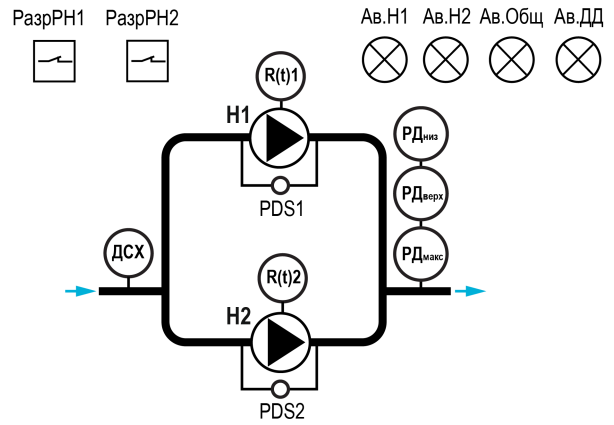 РазрРН1 РазрРН2 Ав.Н1 Ав.Н2 Ав.Общ Ав.ДД
R(t)1
Н1
РДниз
РДверх
PDS1
ДСХ
РДмакс
R(t)2
Н2
PDS2